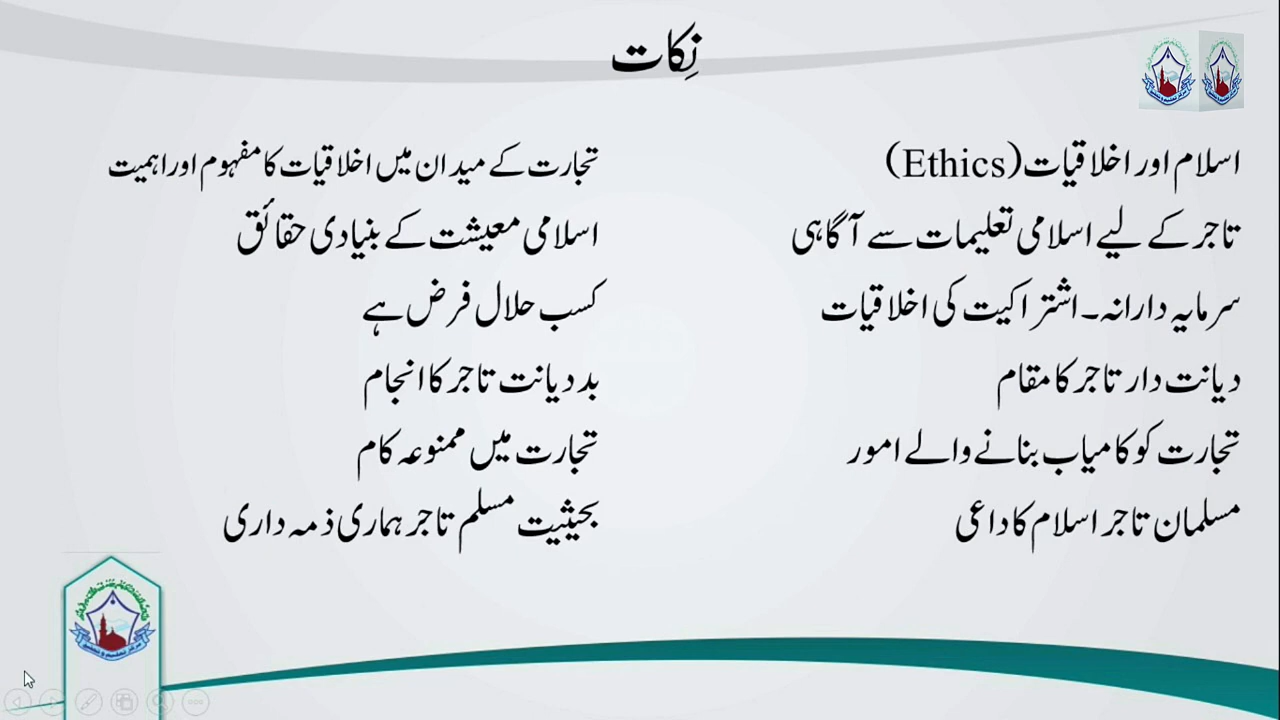 نِکات
اسلام اور اخلاقیات (Ethics)
تجارت کے میدان میں اخلاقیات کا مفہوم اور اہمیت
تاجر کے لیے اسلامی تعلیمات سے آگاہی
اسلامی معیشت کے بنیادی حقائق
سرمایہ دارانہ۔اشتراکیت کی اخلاقیات
کسب حلال فرض ہے
دیانت دار تاجر کا مقام
بددیانت تاجر کا انجام
تجارت کو کامیاب بنانے والے امور
تجارت میں ممنوعہ کام
مسلمان تاجر اسلام کا داعی
بحیثیت مسلم تاجر ہماری ذمہ داری